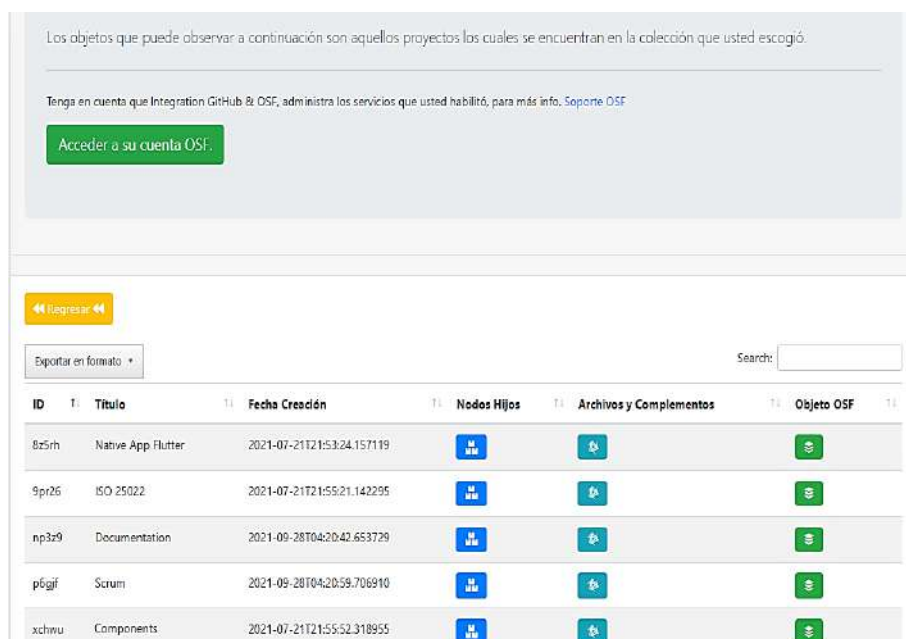 Los objetos que puede observar a continuación son aquellos proyectos los cuales se encuentran en la colección que usted escogió.
Tenga en cuenta que Integration GitHub & OSF, administra los servicios que usted habilitó, para más info. Soporte OSF
Acceder a su cuenta OSF.
Regresar
Exportar en formato
Search:
ID Título Fecha Creación Nodos Hijos Archivos y Complementos Objeto OSF
8z5rh Native App Flutter 2021-07-21T21:53:24.157119
9pr26 ISO 25022 2021-07-21T21:55:21.142295
np3z9 Documentation 2021-09-28T04:20:42.653729
p6gjf Scrum 2021-09-28T04:20:59.706910
xchwu Components 2021-07-21T21:55:52.318955